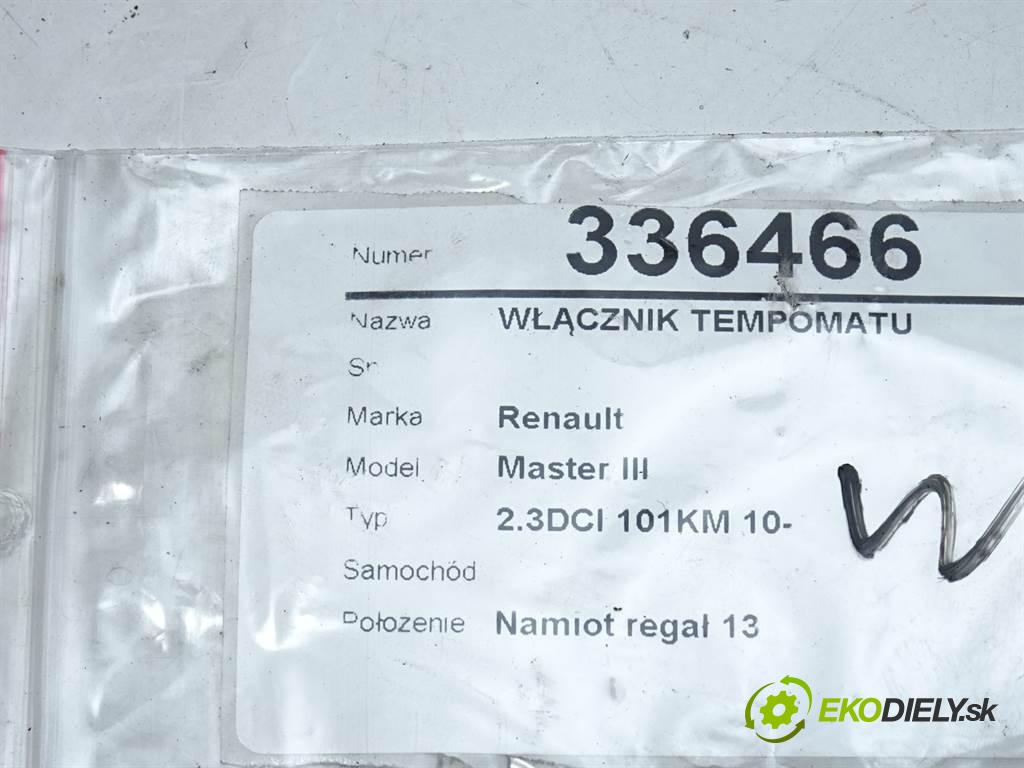 Numer 336466
Nazwa WŁĄCZNIK TEMPOMATU
Sn
Marka Renault
Model Master III
Typ 2.3DCI 101KM 10-
Samochód
Położenie Namiot regał 13
EKODIELY.sk